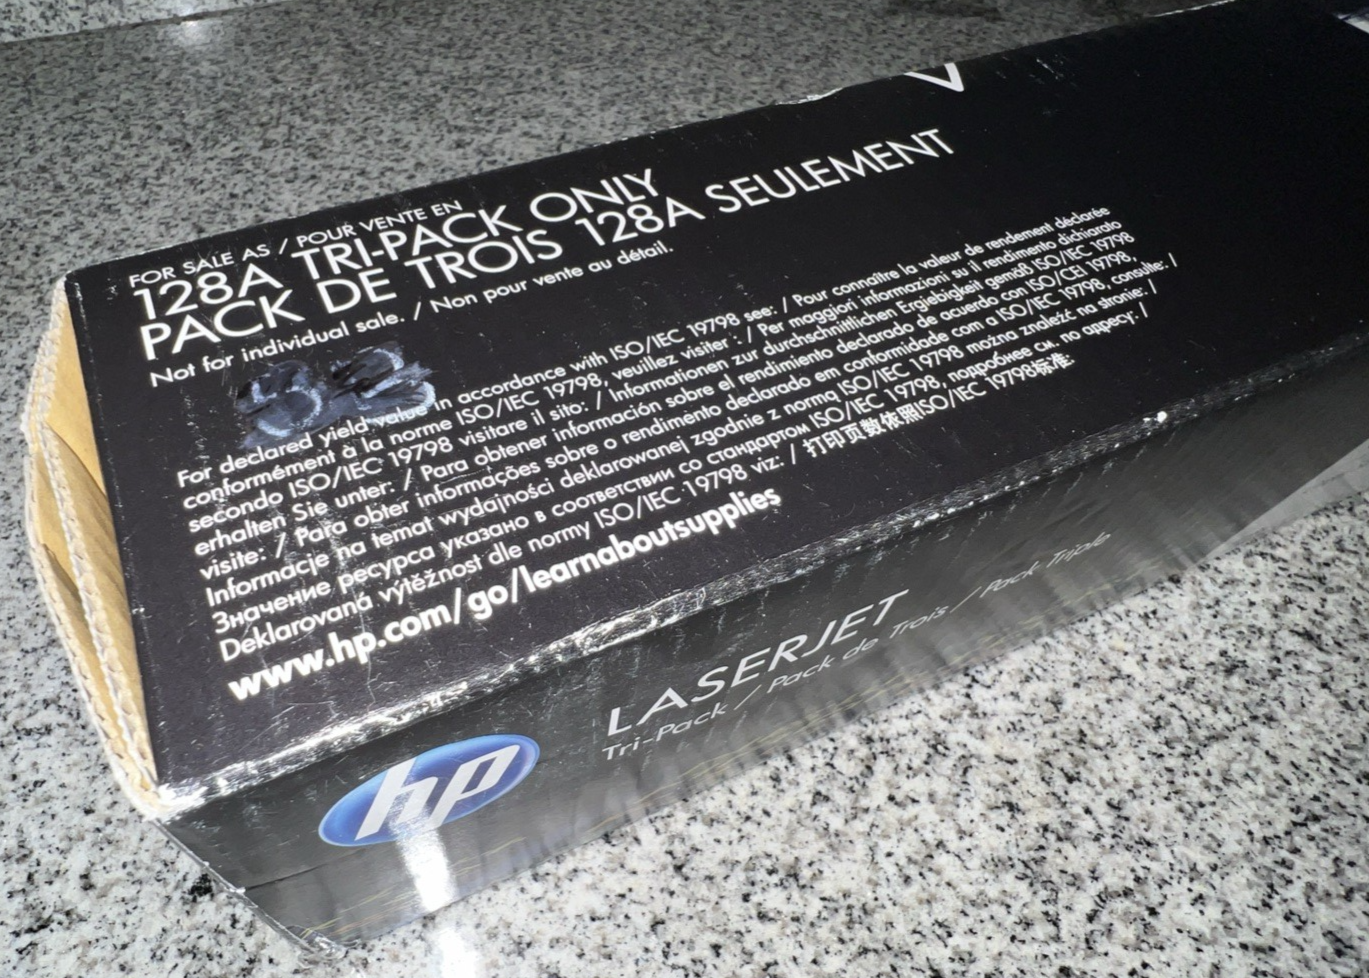 FOR SALE AS / POUR VENTE EN
128A TRI-PACK ONLY
PACK DE TROIS 128A SEULEMENT
Not for individual sale. / Non pour vente au détail.
For declared yield value in accordance with ISO/IEC 19798 see: / Pour connaître la valeur de rendement déclarée
conformément à la norme ISO/IEC 19798, veuillez visiter : / Per maggiori informazioni su il rendimento dichiarato
secondo ISO/IEC 19798 visitare il sito: / Informationen zur durchschnittlichen Ergiebigkeit gemäß ISO/IEC 19798
erhalten Sie unter: / Para obtener información sobre el rendimiento declarado de acuerdo con ISO/CEI 19798,
visite: / Para obter informações sobre o rendimento declarado em conformidade com a ISO/IEC 19798, consulte: /
Informacje na temat wydajności deklarowanej zgodnie z normą ISO/IEC 19798 można znaleźć na stronie: /
Значение ресурса указано в соответствии со стандартом ISO/IEC 19798, подробнее см. по адресу: /
Deklarovaná výtěžnost dle normy ISO/IEC 19798 viz: / 打印页数依照ISO/IEC 19798标准:
www.hp.com/go/learnaboutsupplies
hp
LASERJET
Tri-Pack / Pack de Trois / Pack Triple